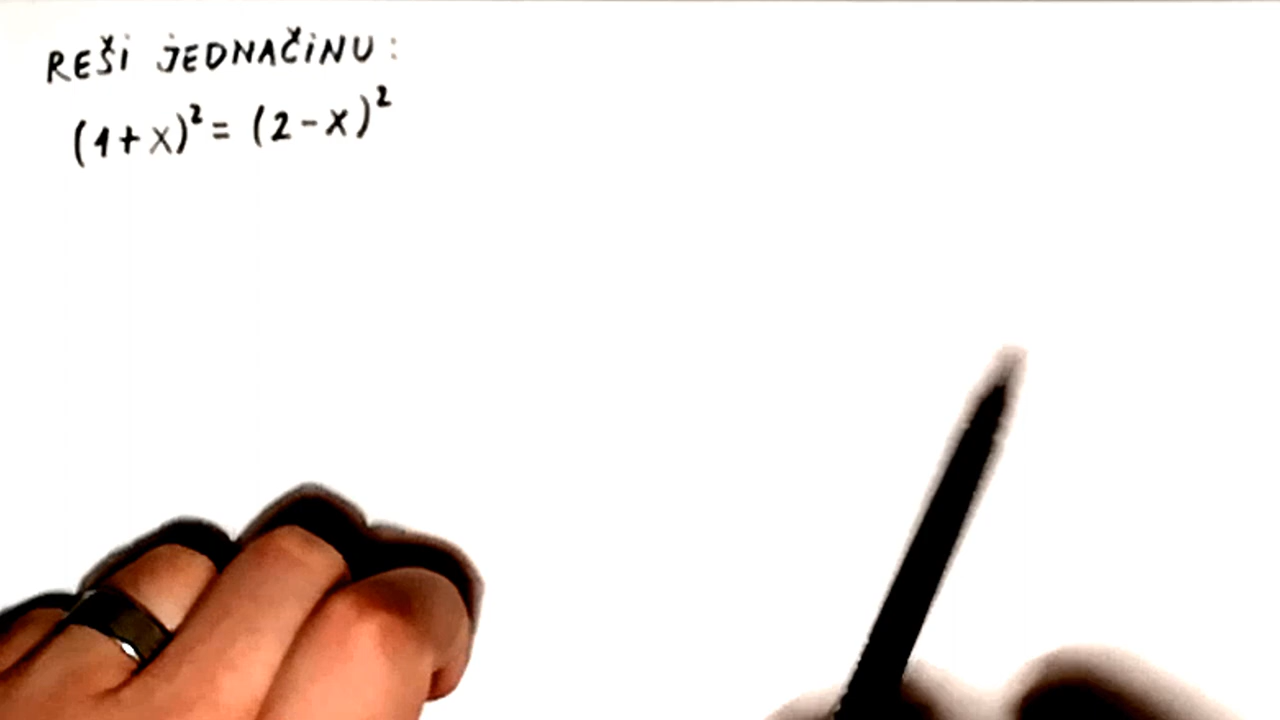 REŠI JEDNAČINU:
(1+x)²= (2-x)²